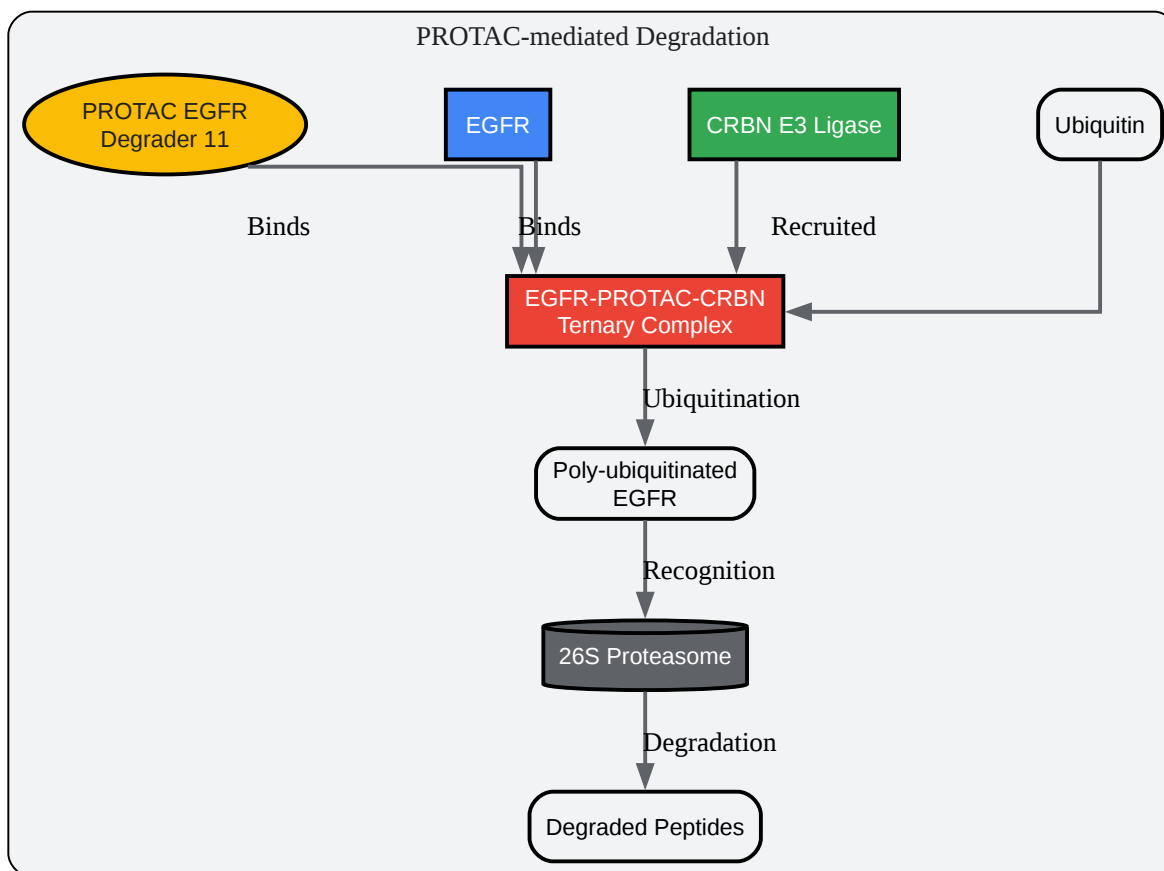 PROTAC-mediated Degradation
PROTAC EGFR
Degrader 11
EGFR
CRBN E3 Ligase
Ubiquitin
Binds
Binds
Recruited
EGFR-PROTAC-CRBN
Ternary Complex
Ubiquitination
Poly-ubiquitinated
EGFR
Recognition
26S Proteasome
Degradation
Degraded Peptides